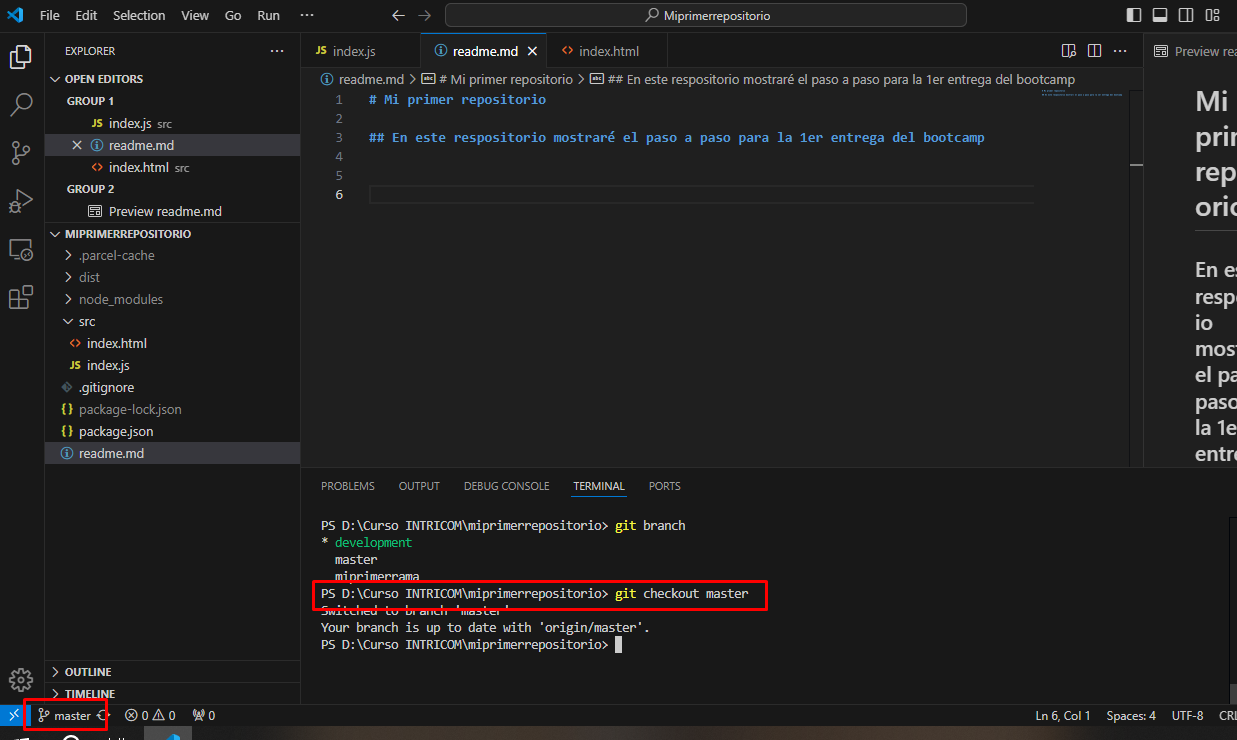 File Edit Selection View Go Run ··· Miprimerrepositorio
EXPLORER ···
OPEN EDITORS
GROUP 1
JS index.js src
readme.md
index.html src
GROUP 2
Preview readme.md
MIPRIMERREPOSITORIO
.parcel-cache
dist
node_modules
src
index.html
JS index.js
.gitignore
{} package-lock.json
{} package.json
readme.md
OUTLINE
TIMELINE
JS index.js readme.md index.html ···
readme.md > # Mi primer repositorio > ## En este respositorio mostraré el paso a paso para la 1er entrega del bootcamp
1 # Mi primer repositorio
2
3 ## En este respositorio mostraré el paso a paso para la 1er entrega del bootcamp
4
5
6
Preview rea
Mi
prin
rep
orio
En es
resp
io
most
el pa
paso
la 1e
entre
PROBLEMS OUTPUT DEBUG CONSOLE TERMINAL PORTS
PS D:\Curso INTRICOM\miprimerrepositorio> git branch
* development
master
miprimerrama
PS D:\Curso INTRICOM\miprimerrepositorio> git checkout master
Switched to branch 'master'
Your branch is up to date with 'origin/master'.
PS D:\Curso INTRICOM\miprimerrepositorio>
master 0 0 0 Ln 6, Col 1 Spaces: 4 UTF-8 CRL